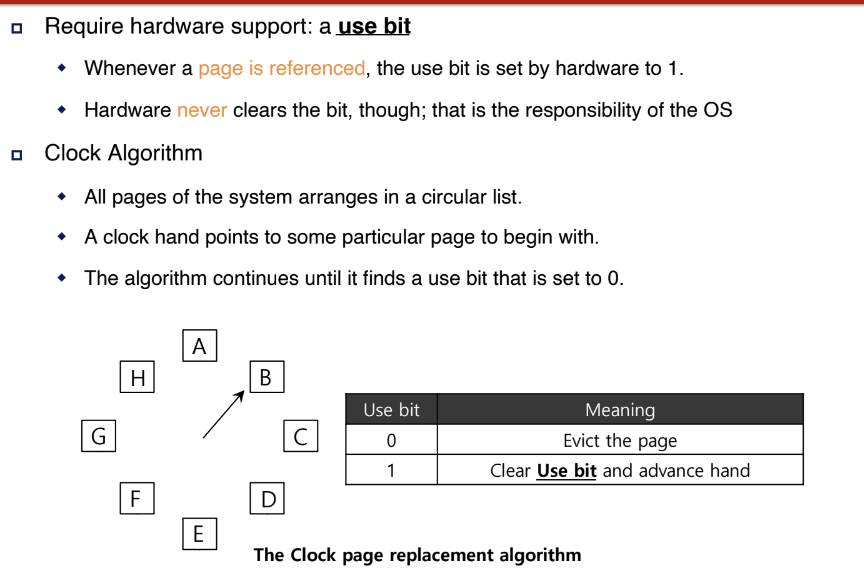 Require hardware support: a use bit
Whenever a page is referenced, the use bit is set by hardware to 1.
Hardware never clears the bit, though; that is the responsibility of the OS
Clock Algorithm
All pages of the system arranges in a circular list.
A clock hand points to some particular page to begin with.
The algorithm continues until it finds a use bit that is set to 0.
A
H
B
G
C
F
D
E
Use bit Meaning
0 Evict the page
1 Clear Use bit and advance hand
The Clock page replacement algorithm